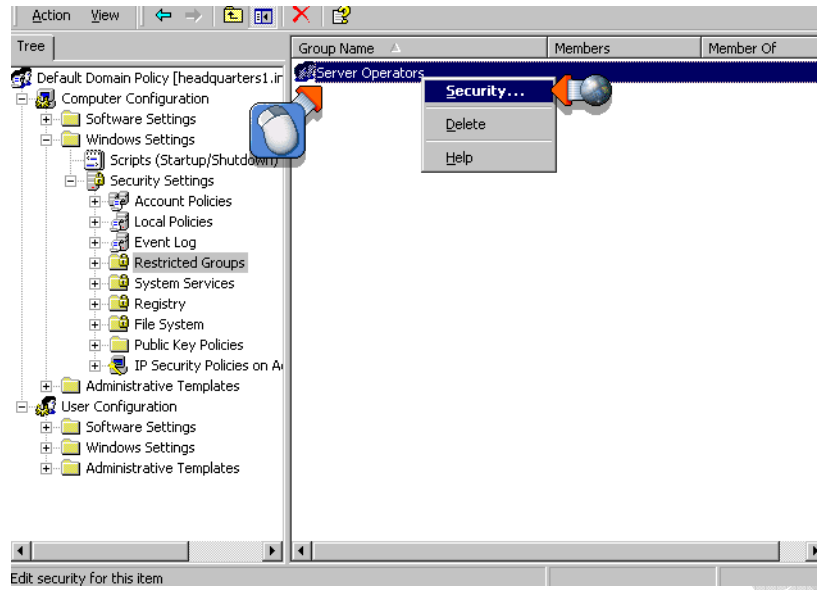 Action View
Tree
Group Name Members Member Of
Default Domain Policy [headquarters1.ir
Server Operators
Computer Configuration
Security...
Software Settings
Windows Settings
Delete
Scripts (Startup/Shutdown)
Help
Security Settings
Account Policies
Local Policies
Event Log
Restricted Groups
System Services
Registry
File System
Public Key Policies
IP Security Policies on A
Administrative Templates
User Configuration
Software Settings
Windows Settings
Administrative Templates
Edit security for this item